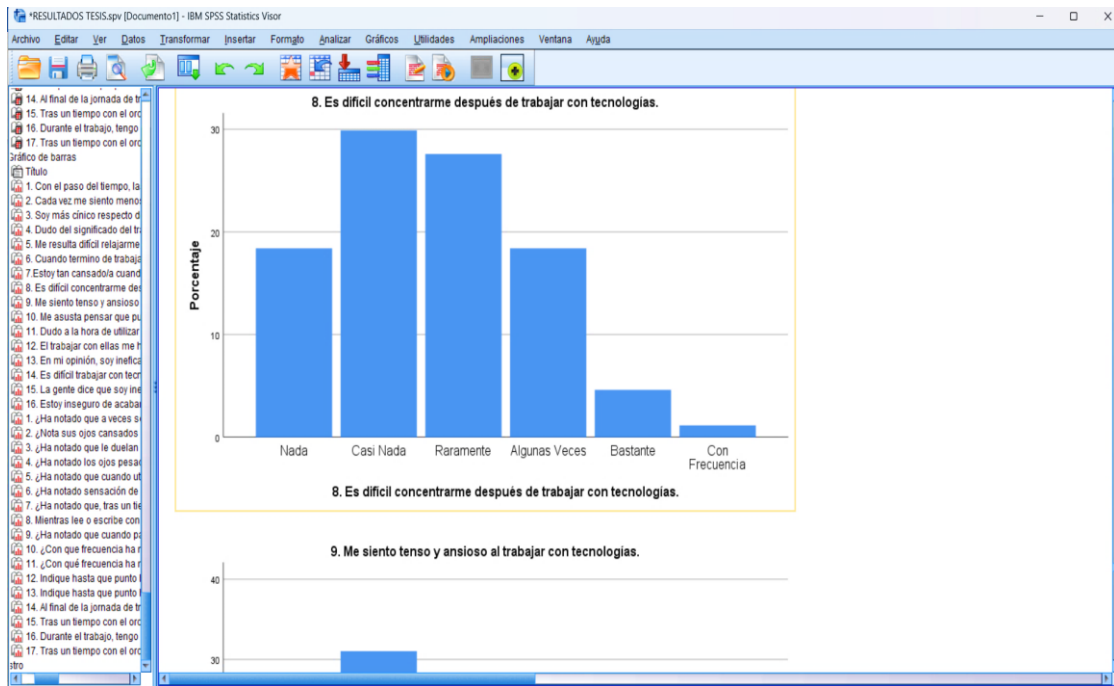 *RESULTADOS TESIS.spv [Documento1] - IBM SPSS Statistics Visor
Archivo Editar Ver Datos Transformar Insertar Formato Analizar Gráficos Utilidades Ampliaciones Ventana Ayuda
14. Al final de la jornada de tr
15. Tras un tiempo con el orc
16. Durante el trabajo, tengo
17. Tras un tiempo con el orc
Gráfico de barras
Título
1. Con el paso del tiempo, la
2. Cada vez me siento meno
3. Soy más cínico respecto d
4. Dudo del significado del tr
5. Me resulta difícil relajarme
6. Cuando termino de trabaja
7.Estoy tan cansado/a cuand
8. Es difícil concentrarme des
9. Me siento tenso y ansioso
10. Me asusta pensar que pu
11. Dudo a la hora de utilizar
12. El trabajar con ellas me h
13. En mi opinión, soy inefica
14. Es difícil trabajar con tecr
15. La gente dice que soy ine
16. Estoy inseguro de acaba
1. ¿Ha notado que a veces s
2. ¿Nota sus ojos cansados
3. ¿Ha notado que le duelan
4. ¿Ha notado los ojos pesad
5. ¿Ha notado que cuando ut
6. ¿Ha notado sensación de
7. ¿Ha notado que, tras un tie
8. Mientras lee o escribe con
9. ¿Ha notado que cuando pa
10. ¿Con que frecuencia ha r
11. ¿Con qué frecuencia ha r
12. Indique hasta que punto l
13. Indique hasta que punto l
14. Al final de la jornada de tr
15. Tras un tiempo con el orc
16. Durante el trabajo, tengo
17. Tras un tiempo con el orc
stro
8. Es difícil concentrarme después de trabajar con tecnologías.
30
20
10
0
Porcentaje
Nada Casi Nada Raramente Algunas Veces Bastante Con
Frecuencia
8. Es difícil concentrarme después de trabajar con tecnologías.
9. Me siento tenso y ansioso al trabajar con tecnologías.
40
30